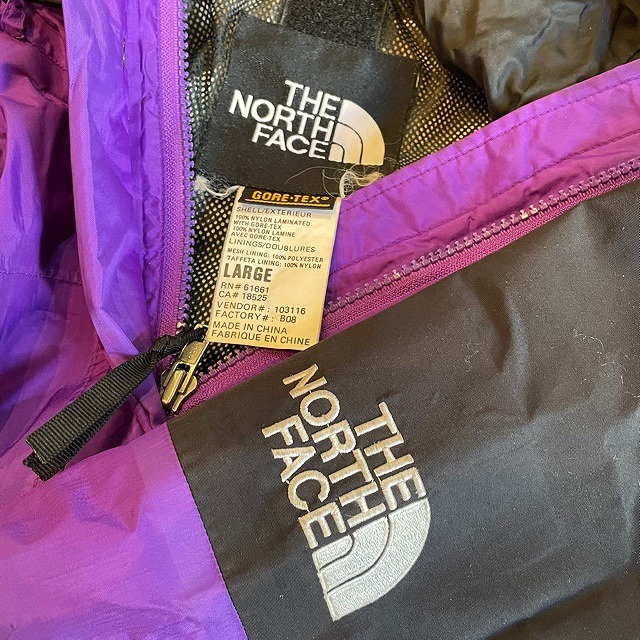 THE
NORTH
FACE
GORE-TEX®
SHELL/EXTERIEUR
100% NYLON LAMINATED
WITH GORE-TEX
100% NYLON LAMINE
AVEC GORE-TEX
LININGS/DOUBLURES
MESH LINING: 100% POLYESTER
TAFFETA LINING: 100% NYLON
LARGE
RN# 61661
CA# 18525
VENDOR#: 103116
FACTORY#: B08
MADE IN CHINA
FABRIQUE EN CHINE
THE
NORTH
FACE